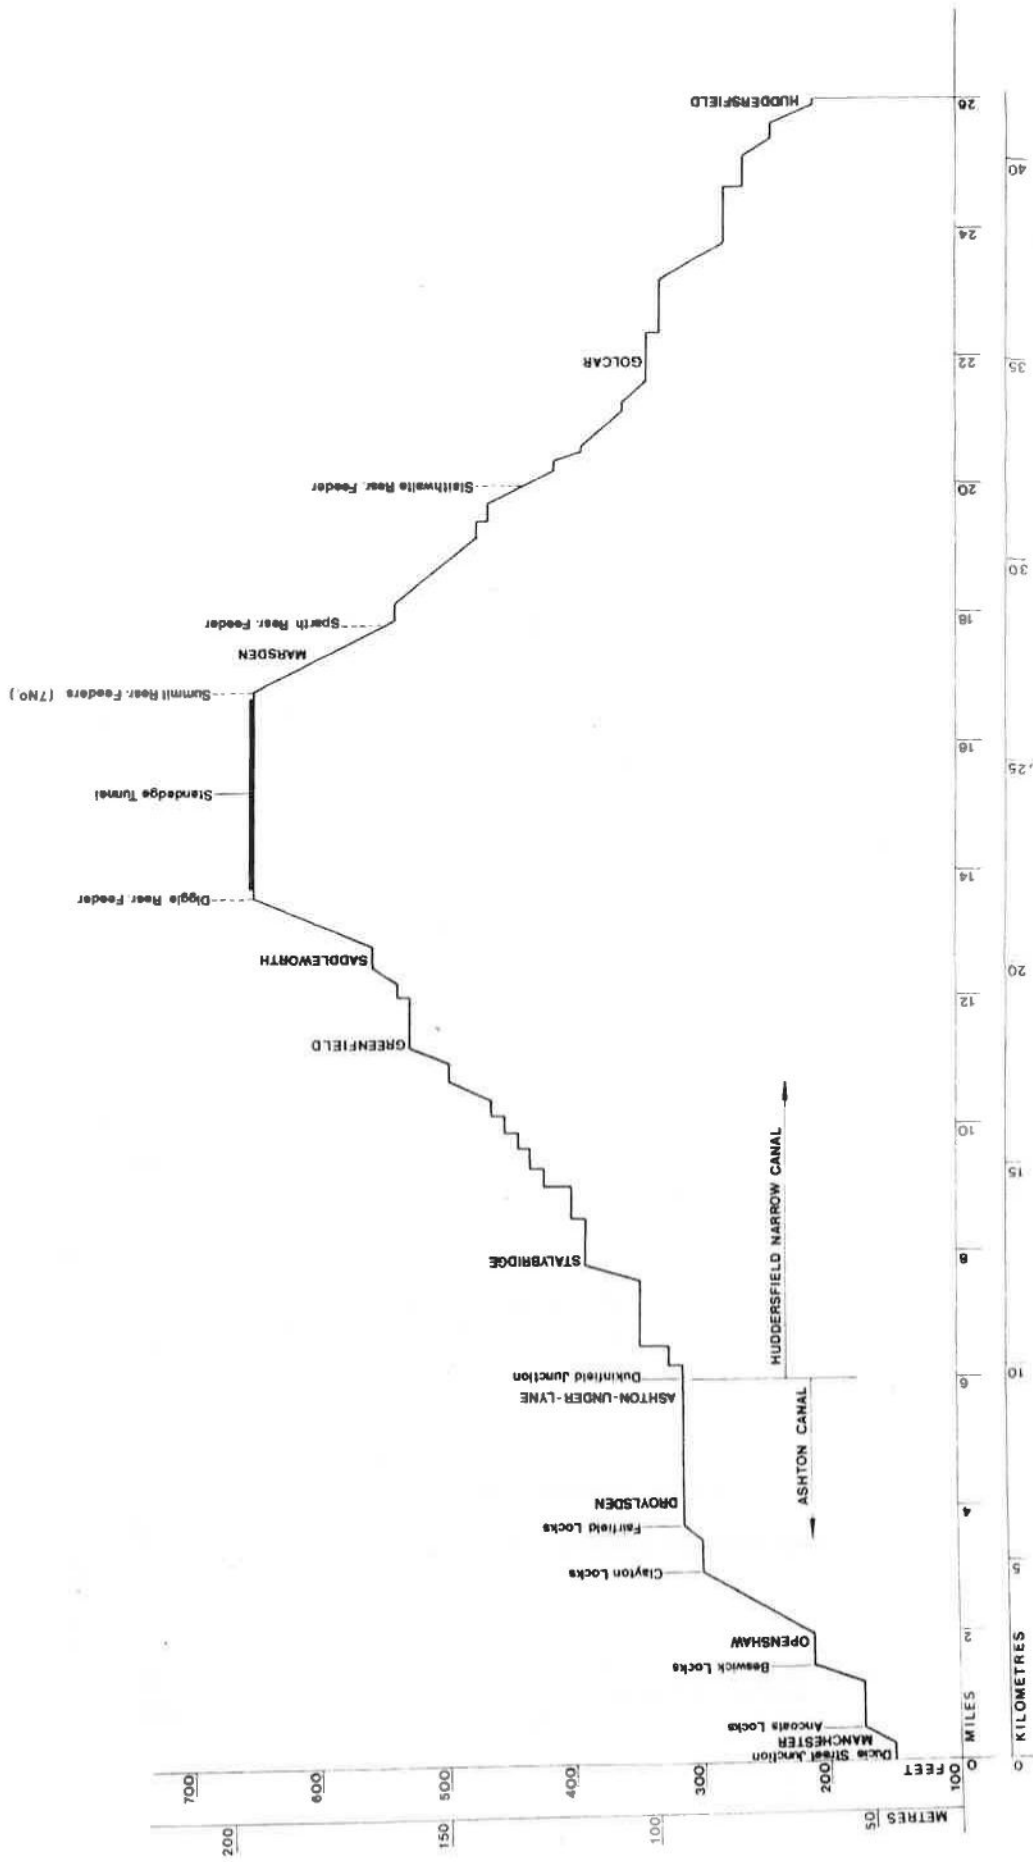 HUDDERSFIELD
GOLCAR
Slaithwaite Resr. Feeder
Sparth Resr. Feeder
MARSDEN
Summit Resr. Feeders (7NO.)
Standedge Tunnel
Diggle Resr. Feeder
SADDLEWORTH
GREENFIELD
STALYBRIDGE
Dukinfield Junction
ASHTON-UNDER-LYNE
DROYLSDEN
Fairfield Locks
Clayton Locks
OPENSHAW
Beswick Locks
Ancoats Locks
MANCHESTER
Ducie Street Junction
HUDDERSFIELD NARROW CANAL
ASHTON CANAL
FEET
100
200
300
400
500
600
700
METRES
50
100
150
200
MILES
0
2
4
6
8
10
12
14
16
18
20
22
24
26
KILOMETRES
0
5
10
15
20
25
30
35
40